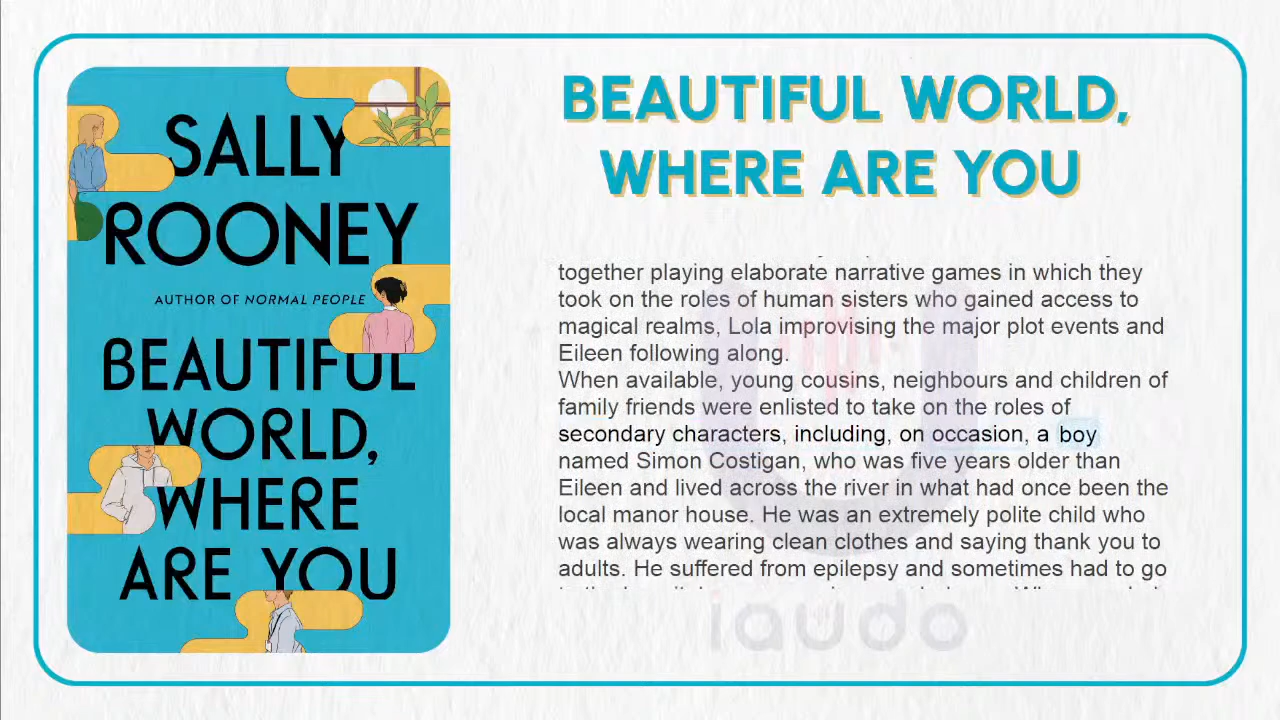 SALLY
ROONEY
AUTHOR OF NORMAL PEOPLE
BEAUTIFUL
WORLD,
WHERE
ARE YOU
BEAUTIFUL WORLD,
WHERE ARE YOU
together playing elaborate narrative games in which they
took on the roles of human sisters who gained access to
magical realms, Lola improvising the major plot events and
Eileen following along.
When available, young cousins, neighbours and children of
family friends were enlisted to take on the roles of
secondary characters, including, on occasion, a boy
named Simon Costigan, who was five years older than
Eileen and lived across the river in what had once been the
local manor house. He was an extremely polite child who
was always wearing clean clothes and saying thank you to
adults. He suffered from epilepsy and sometimes had to go
iaudo